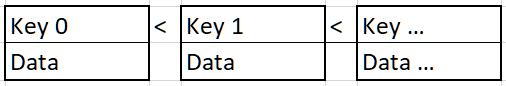 Key 0 < Key 1 < Key ...
Data Data Data ...